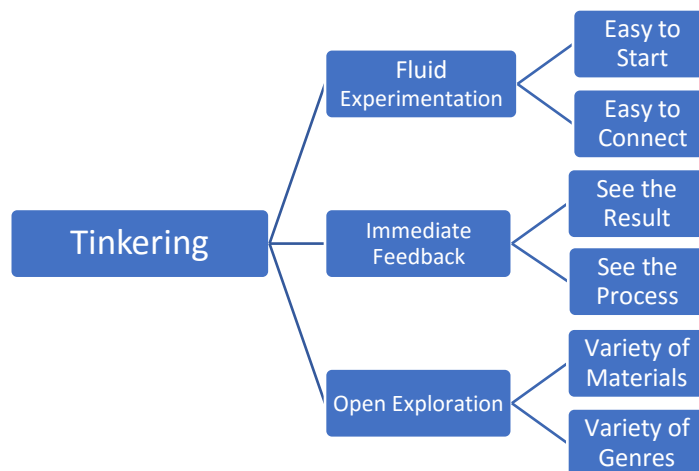 Tinkering
Fluid
Experimentation
Easy to
Start
Easy to
Connect
Immediate
Feedback
See the
Result
See the
Process
Open Exploration
Variety of
Materials
Variety of
Genres